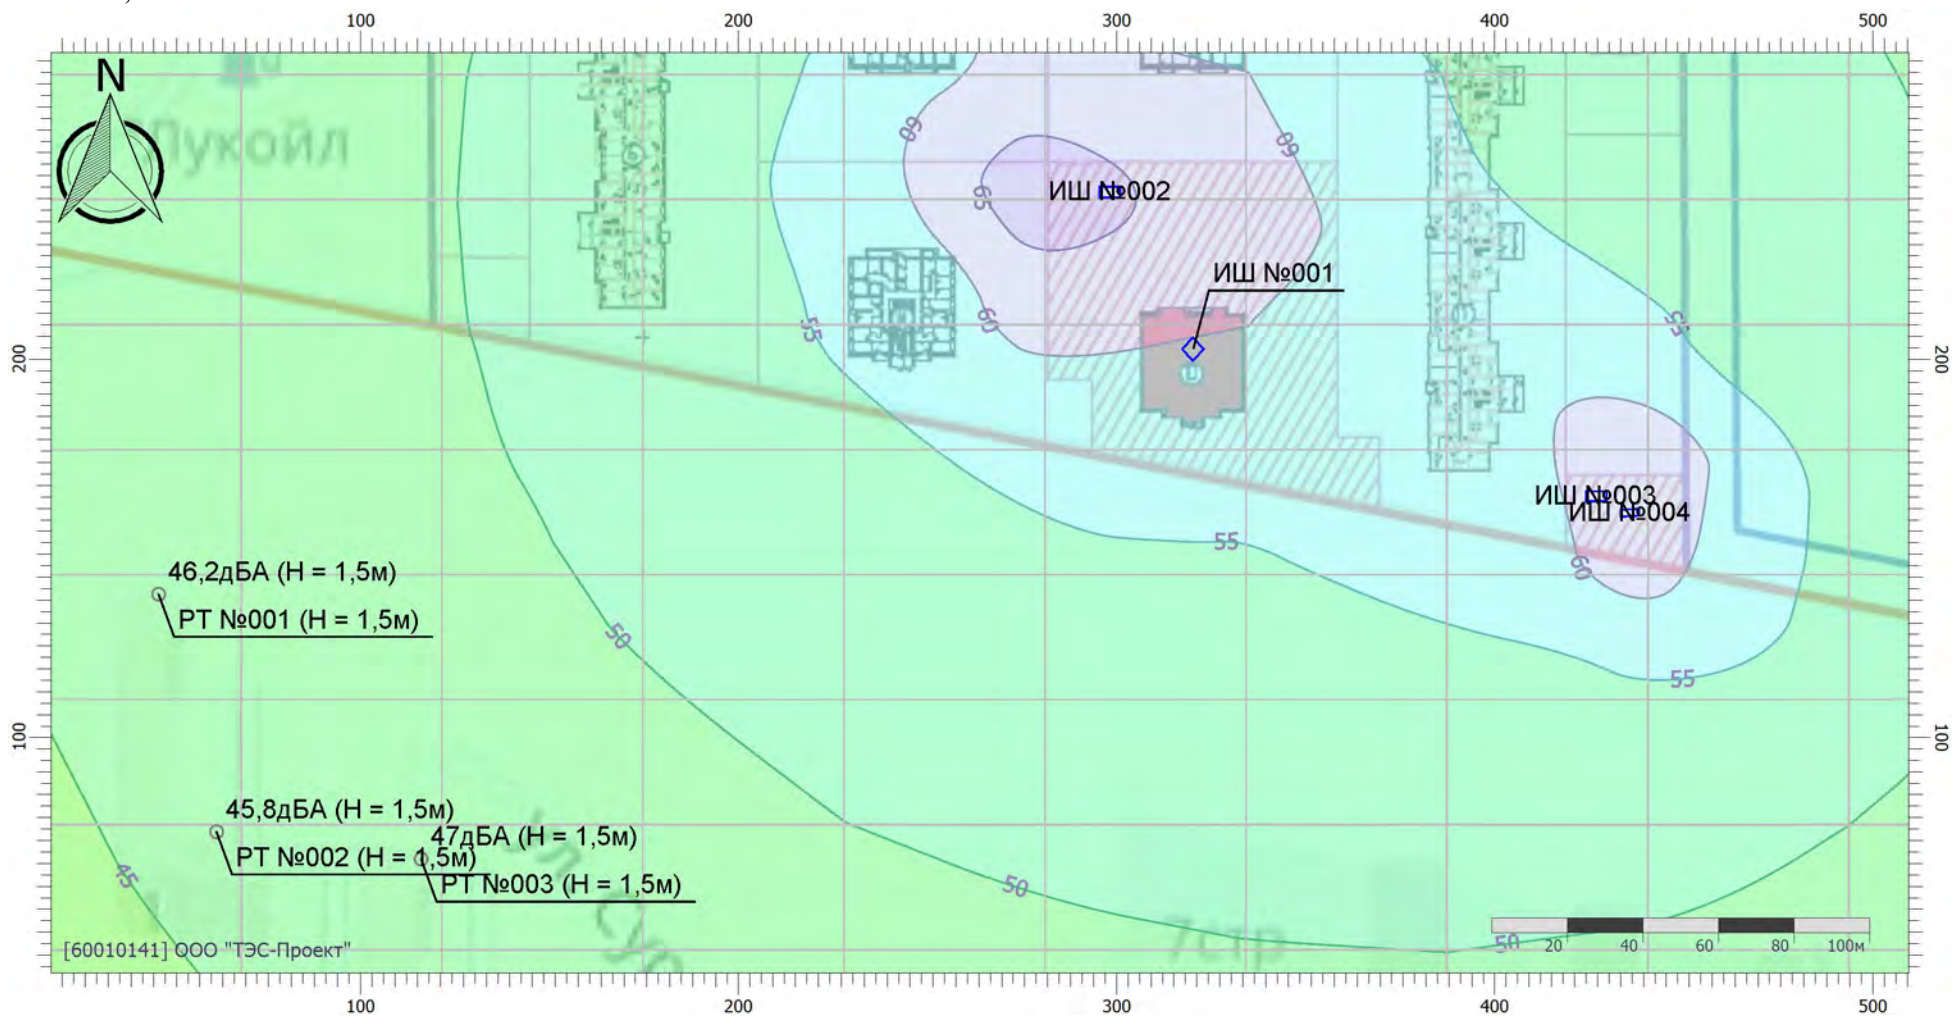 100 200 300 400 500
N
Лукойл
60
60
65
ИШ №002
ИШ №001
60
55
55
200
200
ИШ №003
ИШ №004
55
60
46,2дБА (Н = 1,5м)
РТ №001 (Н = 1,5м)
50
55
100
100
45,8дБА (Н = 1,5м)
47дБА (Н = 1,5м)
РТ №002 (Н = 1,5м)
РТ №003 (Н = 1,5м)
45
50
ул. Сур
7стр
50
20 40 60 80 100м
[60010141] ООО "ТЭС-Проект"
100 200 300 400 500